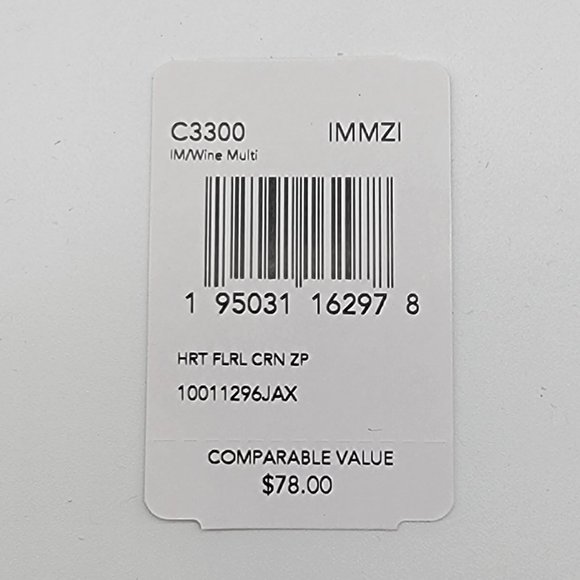 C3300 IMMZI
IM/Wine Multi
1 95031 16297 8
HRT FLRL CRN ZP
10011296JAX
COMPARABLE VALUE
$78.00